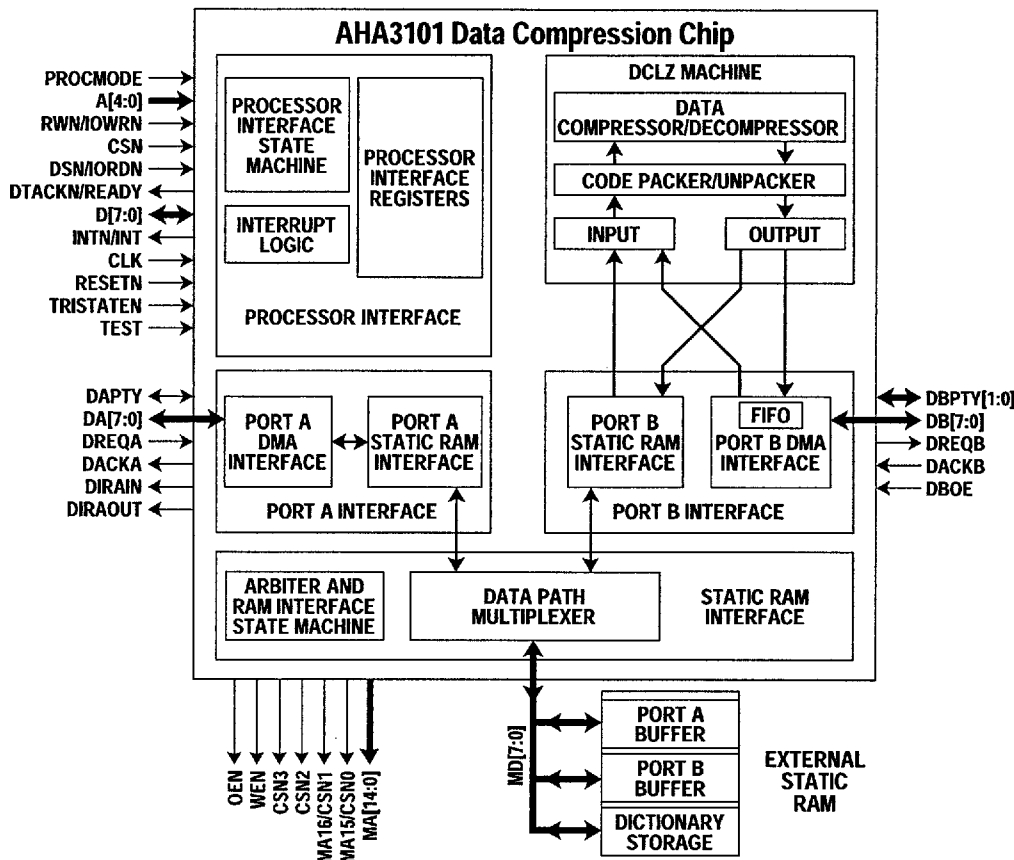 AHA3101 Data Compression Chip
PROCMODE
A[4:0]
RWN/IOWRN
CSN
DSN/IORDN
DTACKN/READY
D[7:0]
INTN/INT
CLK
RESETN
TRISTATEN
TEST
PROCESSOR
INTERFACE
STATE
MACHINE
INTERRUPT
LOGIC
PROCESSOR
INTERFACE
REGISTERS
PROCESSOR INTERFACE
DCLZ MACHINE
DATA
COMPRESSOR/DECOMPRESSOR
CODE PACKER/UNPACKER
INPUT
OUTPUT
DAPTY
DA[7:0]
DREQA
DACKA
DIRAIN
DIRAOUT
PORT A
DMA
INTERFACE
PORT A
STATIC RAM
INTERFACE
PORT A INTERFACE
PORT B
STATIC RAM
INTERFACE
FIFO
PORT B DMA
INTERFACE
PORT B INTERFACE
DBPTY[1:0]
DB[7:0]
DREQB
DACKB
DBOE
ARBITER AND
RAM INTERFACE
STATE MACHINE
DATA PATH
MULTIPLEXER
STATIC RAM
INTERFACE
OEN
WEN
CSN3
CSN2
MA16/CSN1
MA15/CSN0
MA[14:0]
MD[7:0]
PORT A
BUFFER
PORT B
BUFFER
DICTIONARY
STORAGE
EXTERNAL
STATIC
RAM